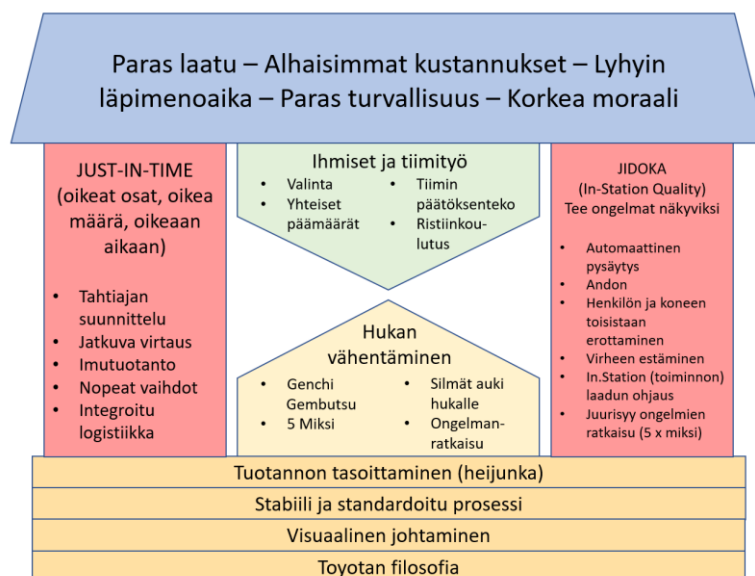 Paras laatu – Alhaisimmat kustannukset – Lyhyin
läpimenoaika – Paras turvallisuus – Korkea moraali
JUST-IN-TIME
(oikeat osat, oikea
määrä, oikeaan
aikaan)
• Tahtiajan
suunnittelu
• Jatkuva virtaus
• Imutuotanto
• Nopeat vaihdot
• Integroitu
logistiikka
Ihmiset ja tiimityö
• Valinta
• Yhteiset
päämäärät
• Tiimin
päätöksenteko
• Ristiinkou-
lutus
Hukan
vähentäminen
• Genchi
Gembutsu
• 5 Miksi
• Silmät auki
hukalle
• Ongelman-
ratkaisu
JIDOKA
(In-Station Quality)
Tee ongelmat näkyviksi
• Automaattinen
pysäytys
• Andon
• Henkilön ja koneen
toisistaan
erottaminen
• Virheen estäminen
• In.Station (toiminnon)
laadun ohjaus
• Juurisyy ongelmien
ratkaisu (5 x miksi)
Tuotannon tasoittaminen (heijunka)
Stabiili ja standardoitu prosessi
Visuaalinen johtaminen
Toyotan filosofia